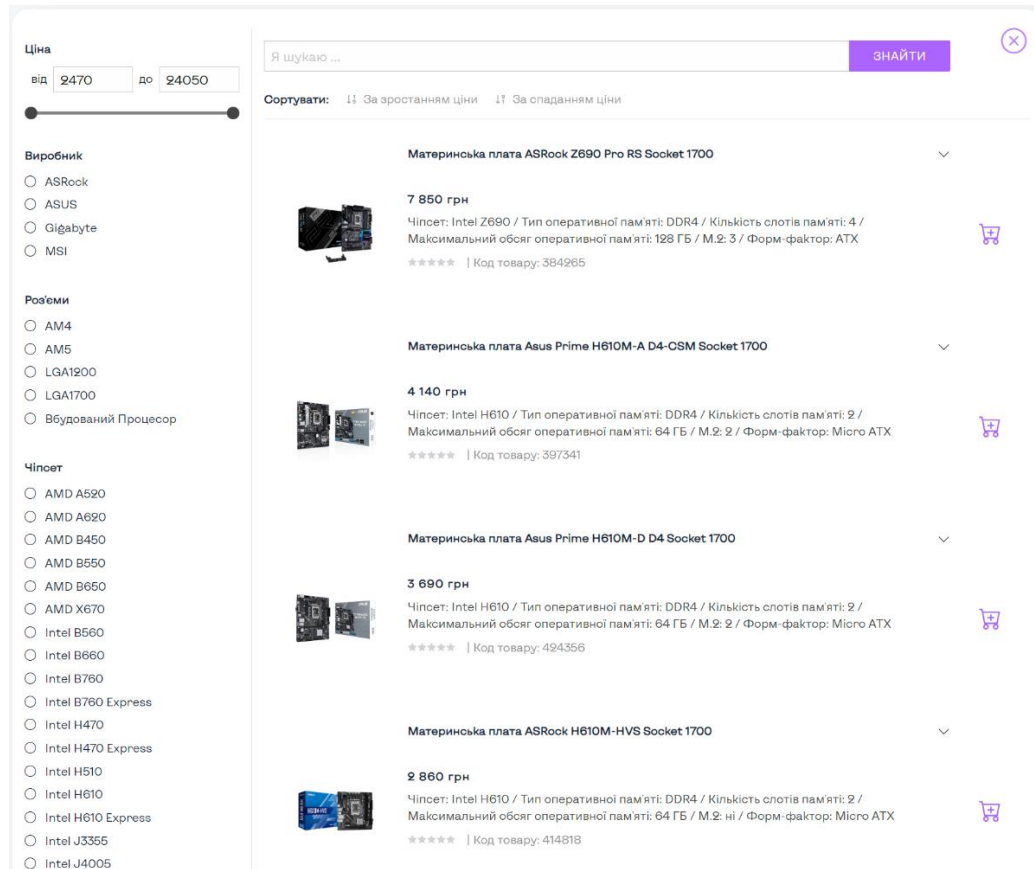 Ціна
від 2470 до 24050
Виробник
ASRock
ASUS
Gigabyte
MSI
Роз'єми
AM4
AM5
LGA1200
LGA1700
Вбудований Процесор
Чіпсет
AMD A520
AMD A620
AMD B450
AMD B550
AMD B650
AMD X670
Intel B560
Intel B660
Intel B760
Intel B760 Express
Intel H470
Intel H470 Express
Intel H510
Intel H610
Intel H610 Express
Intel J3355
Intel J4005
Я шукаю ...
ЗНАЙТИ
Сортувати: За зростанням ціни За спаданням ціни
Материнська плата ASRock Z690 Pro RS Socket 1700
7 850 грн
Чіпсет: Intel Z690 / Тип оперативної пам'яті: DDR4 / Кількість слотів пам'яті: 4 /
Максимальний обсяг оперативної пам'яті: 128 ГБ / M.2: 3 / Форм-фактор: ATX
| Код товару: 384265
Материнська плата Asus Prime H610M-A D4-CSM Socket 1700
4 140 грн
Чіпсет: Intel H610 / Тип оперативної пам'яті: DDR4 / Кількість слотів пам'яті: 2 /
Максимальний обсяг оперативної пам'яті: 64 ГБ / M.2: 2 / Форм-фактор: Micro ATX
| Код товару: 397341
Материнська плата Asus Prime H610M-D D4 Socket 1700
3 690 грн
Чіпсет: Intel H610 / Тип оперативної пам'яті: DDR4 / Кількість слотів пам'яті: 2 /
Максимальний обсяг оперативної пам'яті: 64 ГБ / M.2: 2 / Форм-фактор: Micro ATX
| Код товару: 424356
Материнська плата ASRock H610M-HVS Socket 1700
2 860 грн
Чіпсет: Intel H610 / Тип оперативної пам'яті: DDR4 / Кількість слотів пам'яті: 2 /
Максимальний обсяг оперативної пам'яті: 64 ГБ / M.2: ні / Форм-фактор: Micro ATX
| Код товару: 414818